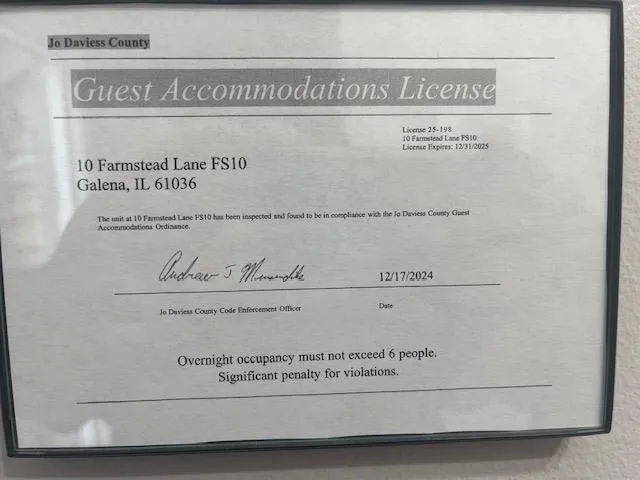 Jo Daviess County
Guest Accommodations License
License 25-198
10 Farmstead Lane FS10
License Expires: 12/31/2025
10 Farmstead Lane FS10
Galena, IL 61036
The unit at 10 Farmstead Lane FS10 has been inspected and found to be in compliance with the Jo Daviess County Guest
Accommodations Ordinance.
Andrew J
12/17/2024
Jo Daviess County Code Enforcement Officer
Date
Overnight occupancy must not exceed 6 people.
Significant penalty for violations.